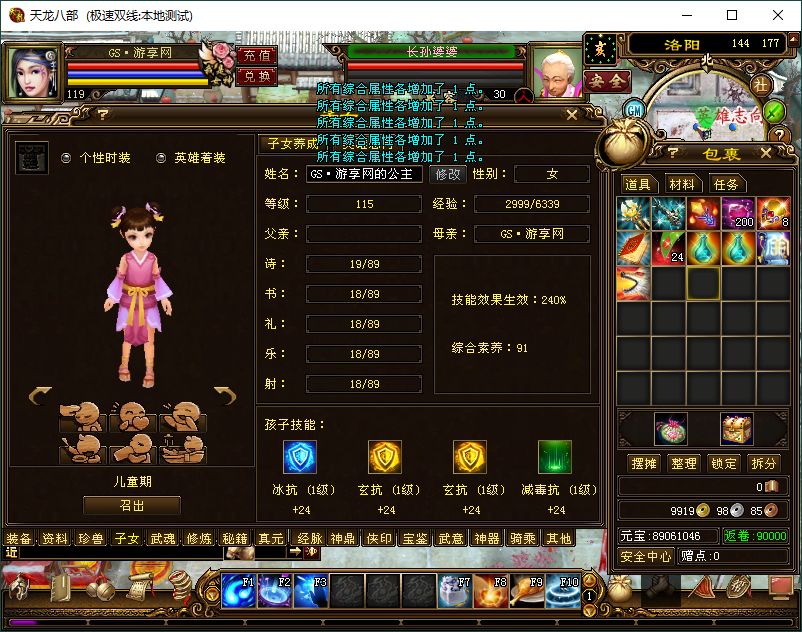 天龙八部 (极速双线:本地测试)
GS·游享网
充值
兑换
119
长孙婆婆
30
亥
洛阳 144 177
北
安全
社
GM
英雄志向
所有综合属性各增加了 1 点。
所有综合属性各增加了 1 点。
所有综合属性各增加了 1 点。
所有综合属性各增加了 1 点。
所有综合属性各增加了 1 点。
个性时装
英雄着装
子女养成
姓名： GS·游享网的公主 修改 性别： 女
等级： 115 经验： 2999/6339
父亲： 母亲： GS·游享网
诗： 19/89
书： 18/89
礼： 18/89
乐： 18/89
射： 18/89
技能效果生效：240%
综合素养：91
孩子技能：
冰抗 (1级) 玄抗 (1级) 玄抗 (1级) 减毒抗 (1级)
+24 +24 +24 +24
儿童期
召出
包裹
道具 材料 任务
200
8
24
摆摊 整理 锁定 拆分
0
9919 98 85
元宝:89061046 返卷:90000
安全中心 赠点:0
装备 资料 珍兽 子女 武魂 修炼 秘籍 真元 经脉 神鼎 侠印 宝鉴 武意 神器 骑乘 其他
近
F1 F2 F3 F7 F8 F9 F10
1